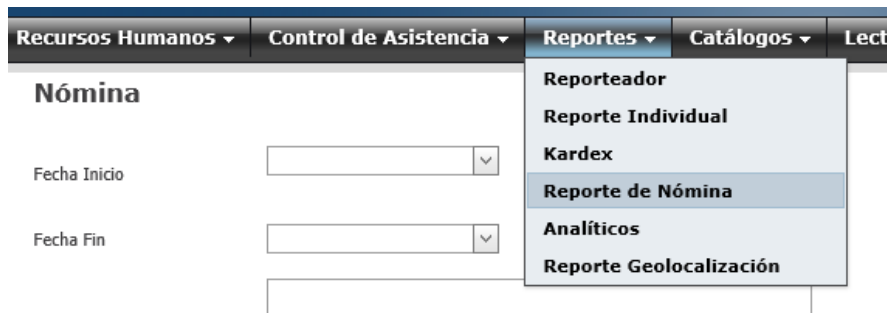 Recursos Humanos
Control de Asistencia
Reportes
Catálogos
Lect
Nómina
Fecha Inicio
Fecha Fin
Reporteador
Reporte Individual
Kardex
Reporte de Nómina
Analíticos
Reporte Geolocalización